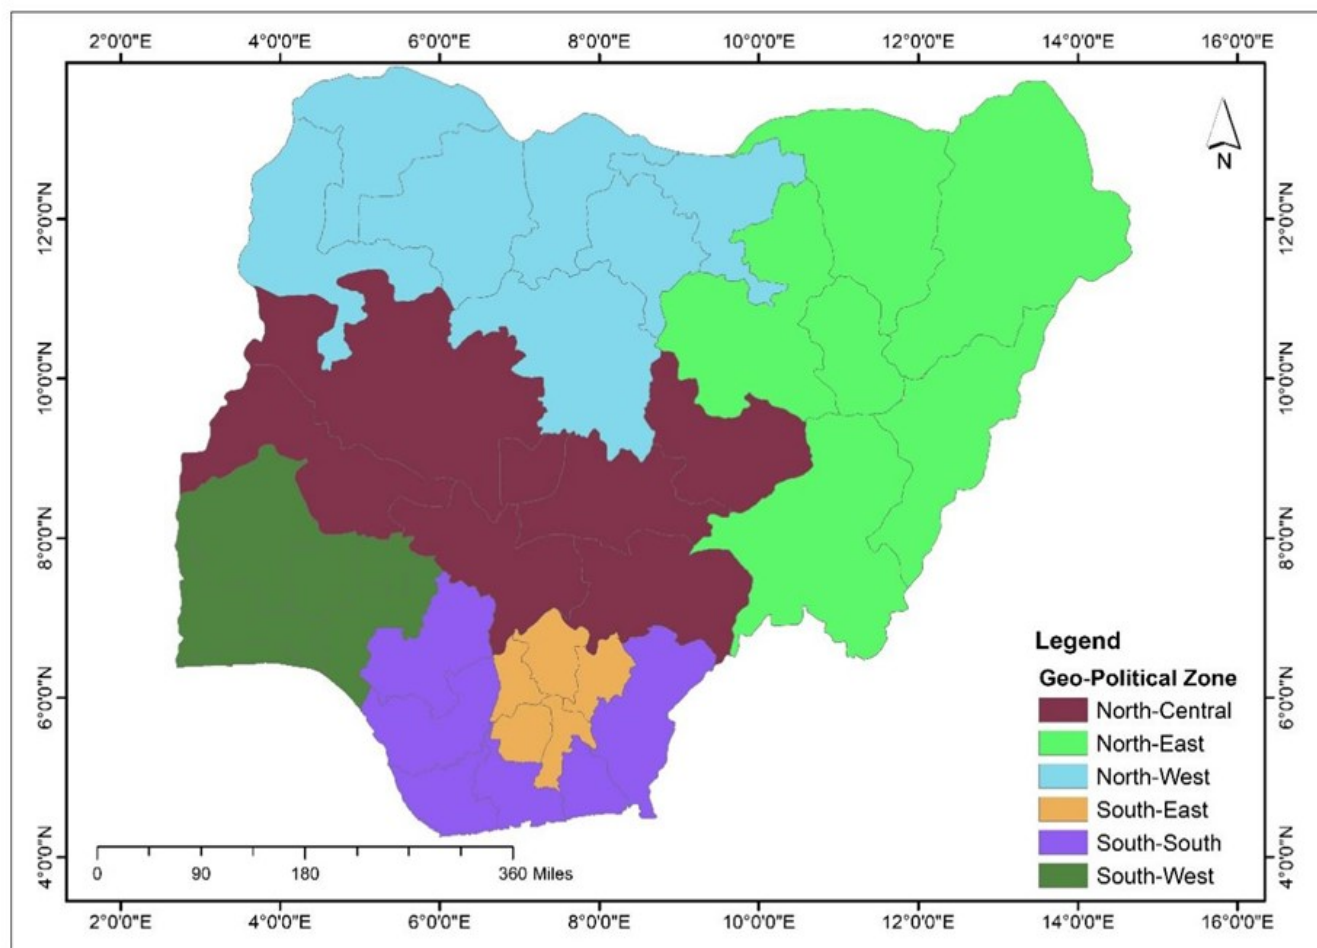 2°0'0"E 4°0'0"E 6°0'0"E 8°0'0"E 10°0'0"E 12°0'0"E 14°0'0"E 16°0'0"E
N
12°0'0"N 12°0'0"N
10°0'0"N 10°0'0"N
8°0'0"N 8°0'0"N
6°0'0"N 6°0'0"N
4°0'0"N 4°0'0"N
Legend
Geo-Political Zone
North-Central
North-East
North-West
South-East
South-South
South-West
0 90 180 360 Miles
2°0'0"E 4°0'0"E 6°0'0"E 8°0'0"E 10°0'0"E 12°0'0"E 14°0'0"E 16°0'0"E